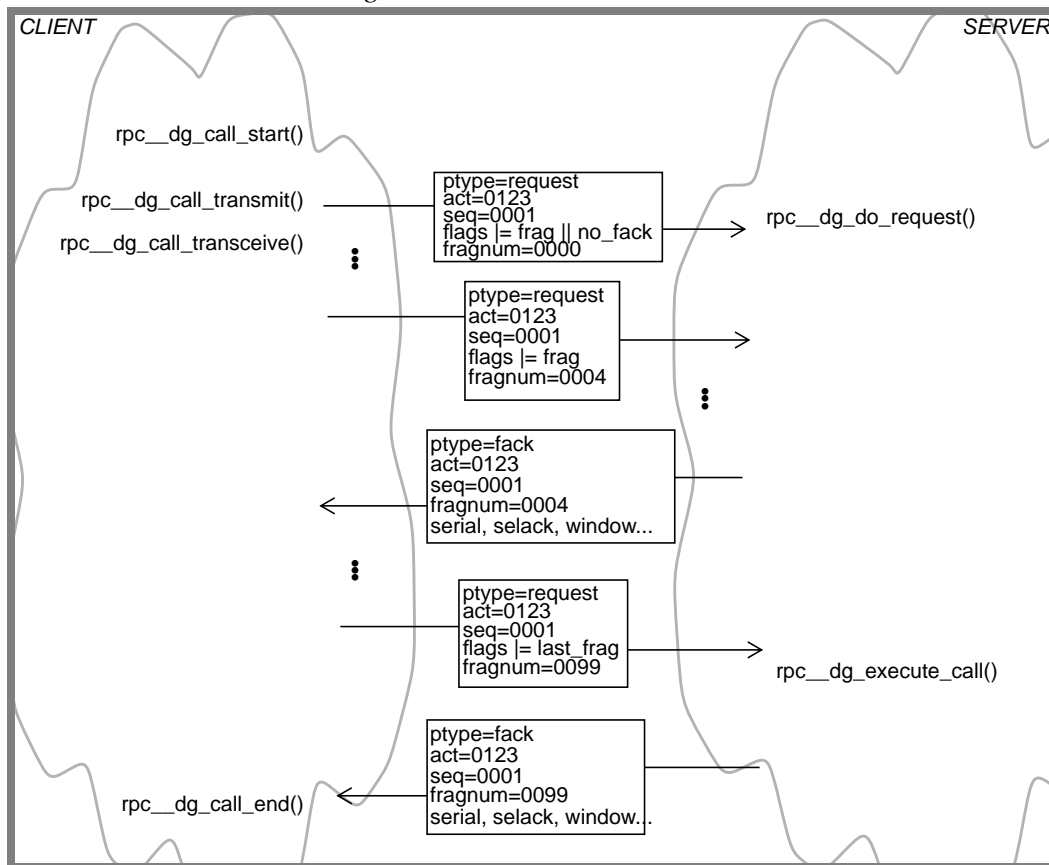 CLIENT
SERVER
rpc__dg_call_start()
rpc__dg_call_transmit()
rpc__dg_call_transceive()
ptype=request
act=0123
seq=0001
flags |= frag || no_fack
fragnum=0000
rpc__dg_do_request()
ptype=request
act=0123
seq=0001
flags |= frag
fragnum=0004
ptype=fack
act=0123
seq=0001
fragnum=0004
serial, selack, window...
ptype=request
act=0123
seq=0001
flags |= last_frag
fragnum=0099
rpc__dg_execute_call()
ptype=fack
act=0123
seq=0001
fragnum=0099
serial, selack, window...
rpc__dg_call_end()